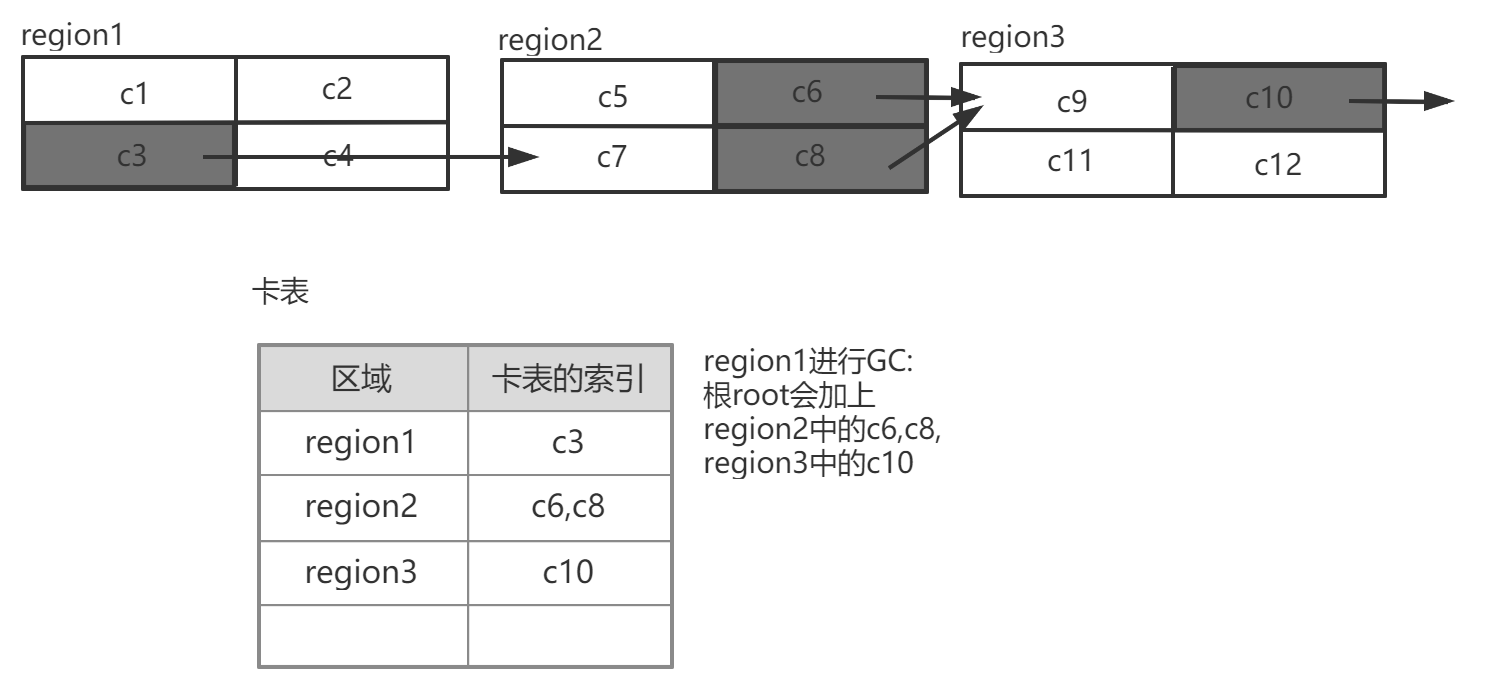 region1
region2
region3
c1 c2
c5 c6
c9 c10
c3 c4
c7 c8
c11 c12
卡表
区域 卡表的索引
region1 c3
region2 c6,c8
region3 c10
region1进行GC:
根root会加上
region2中的c6,c8,
region3中的c10